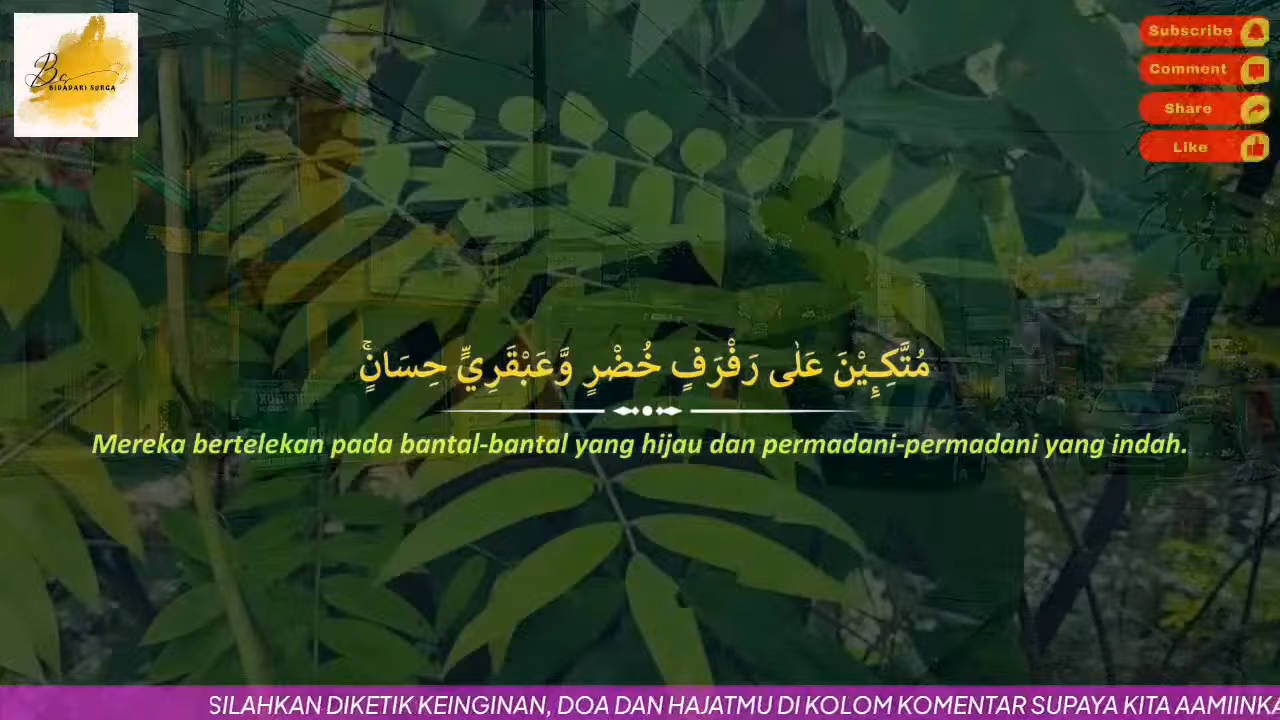 Bs
BIDADARI SURGA
Subscribe
Comment
Share
Like
مُتَّكِـِٕيْنَ عَلٰى رَفْرَفٍ خُضْرٍ وَّعَبْقَرِيٍّ حِسَانٍۚ
Mereka bertelekan pada bantal-bantal yang hijau dan permadani-permadani yang indah.
SILAHKAN DIKETIK KEINGINAN, DOA DAN HAJATMU DI KOLOM KOMENTAR SUPAYA KITA AAMIINKA